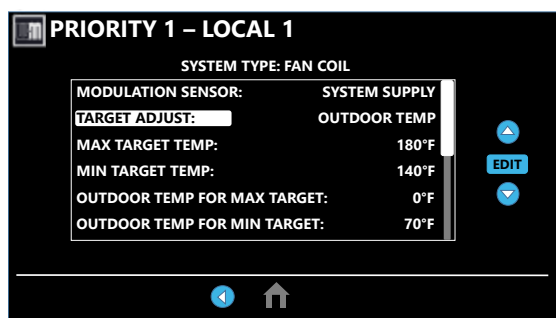 PRIORITY 1 – LOCAL 1
SYSTEM TYPE: FAN COIL
MODULATION SENSOR: SYSTEM SUPPLY
TARGET ADJUST: OUTDOOR TEMP
MAX TARGET TEMP: 180°F
MIN TARGET TEMP: 140°F
EDIT
OUTDOOR TEMP FOR MAX TARGET: 0°F
OUTDOOR TEMP FOR MIN TARGET: 70°F